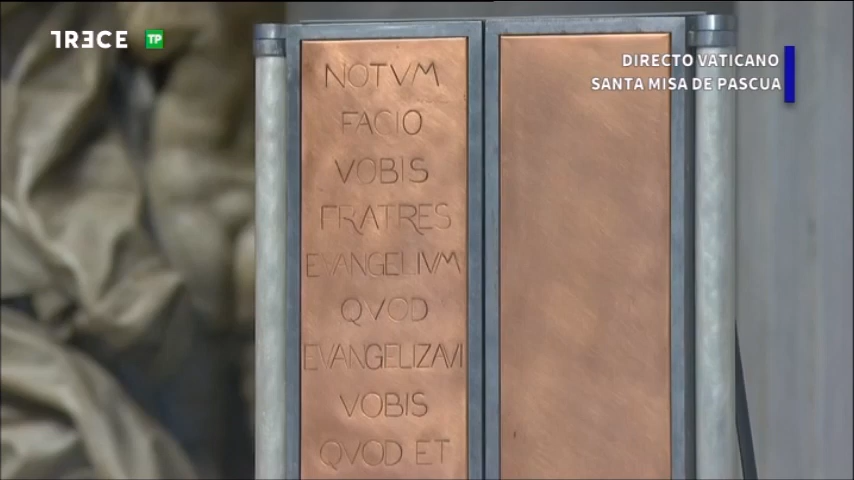 TRECE TP
DIRECTO VATICANO
SANTA MISA DE PASCUA
NOTVM
FACIO
VOBIS
FRATRES
EVANGELIVM
QVOD
EVANGELIZAVI
VOBIS
QVOD ET